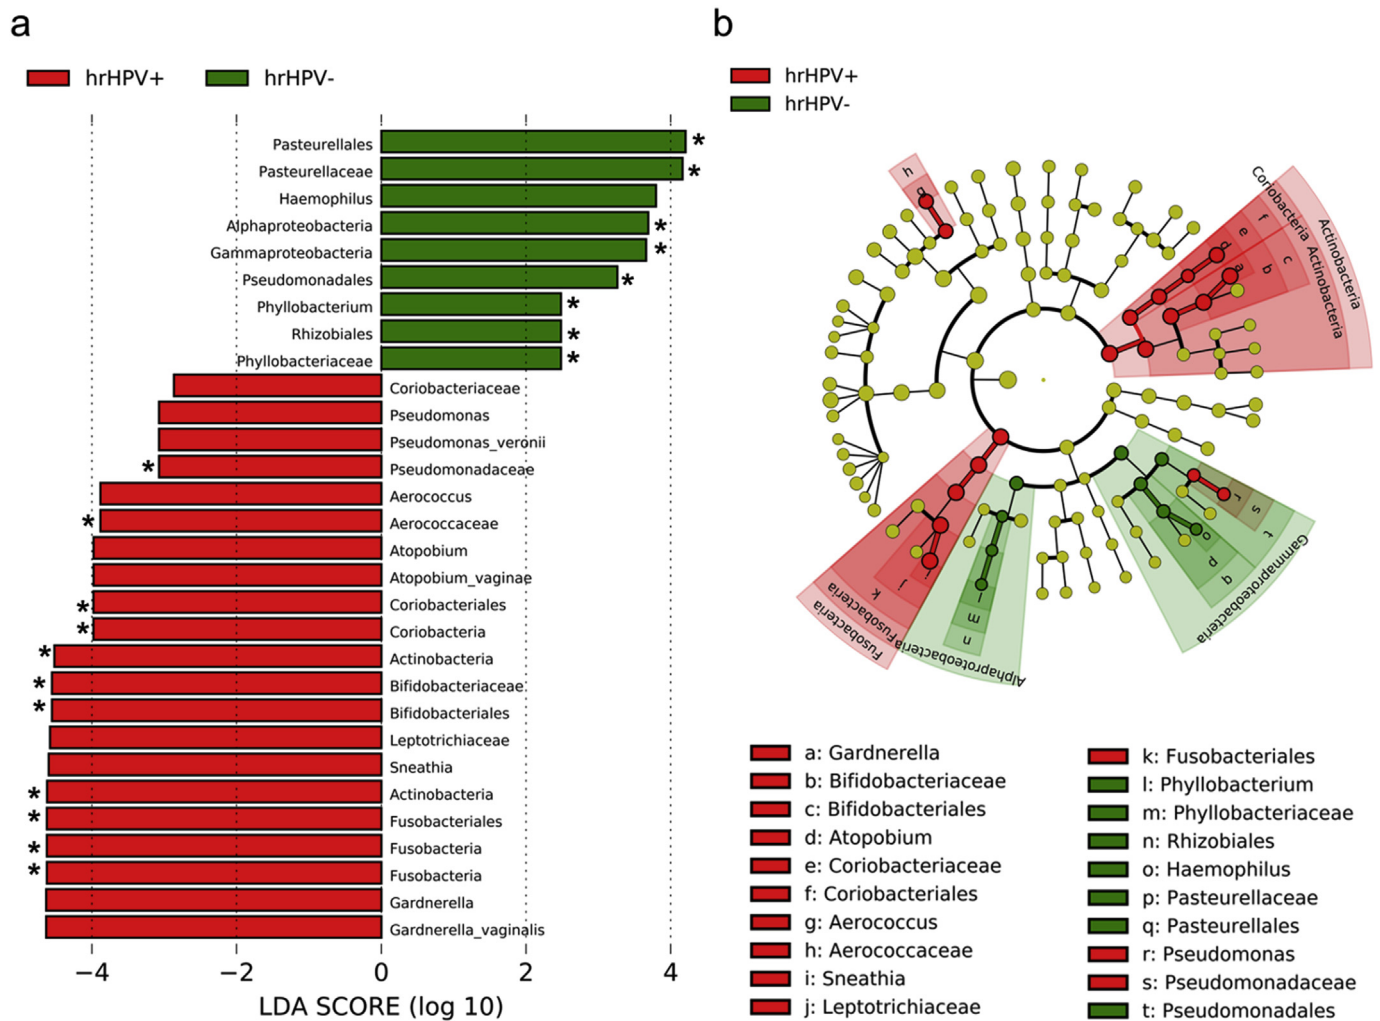 a
hrHPV+ hrHPV-
Pasteurellales *
Pasteurellaceae *
Haemophilus
Alphaproteobacteria *
Gammaproteobacteria *
Pseudomonadales *
Phyllobacterium *
Rhizobiales *
Phyllobacteriaceae *
Coriobacteriaceae
Pseudomonas
Pseudomonas_veronii
* Pseudomonadaceae
Aerococcus
* Aerococcaceae
Atopobium
Atopobium_vaginae
* Coriobacteriales
* Coriobacteria
* Actinobacteria
* Bifidobacteriaceae
* Bifidobacteriales
Leptotrichiaceae
Sneathia
* Actinobacteria
* Fusobacteriales
* Fusobacteria
* Fusobacteria
Gardnerella
Gardnerella_vaginalis
−4 −2 0 2 4
LDA SCORE (log 10)
b
hrHPV+
hrHPV-
h
g
Coriobacteria
Actinobacteria
Actinobacteria
f
e
d
c
b
a
r
s
t
o
p
q
Gammaproteobacteria
i
j
k
Fusobacteria
Fusobacteria
l
m
n
Alphaproteobacteria
a: Gardnerella
b: Bifidobacteriaceae
c: Bifidobacteriales
d: Atopobium
e: Coriobacteriaceae
f: Coriobacteriales
g: Aerococcus
h: Aerococcaceae
i: Sneathia
j: Leptotrichiaceae
k: Fusobacteriales
l: Phyllobacterium
m: Phyllobacteriaceae
n: Rhizobiales
o: Haemophilus
p: Pasteurellaceae
q: Pasteurellales
r: Pseudomonas
s: Pseudomonadaceae
t: Pseudomonadales